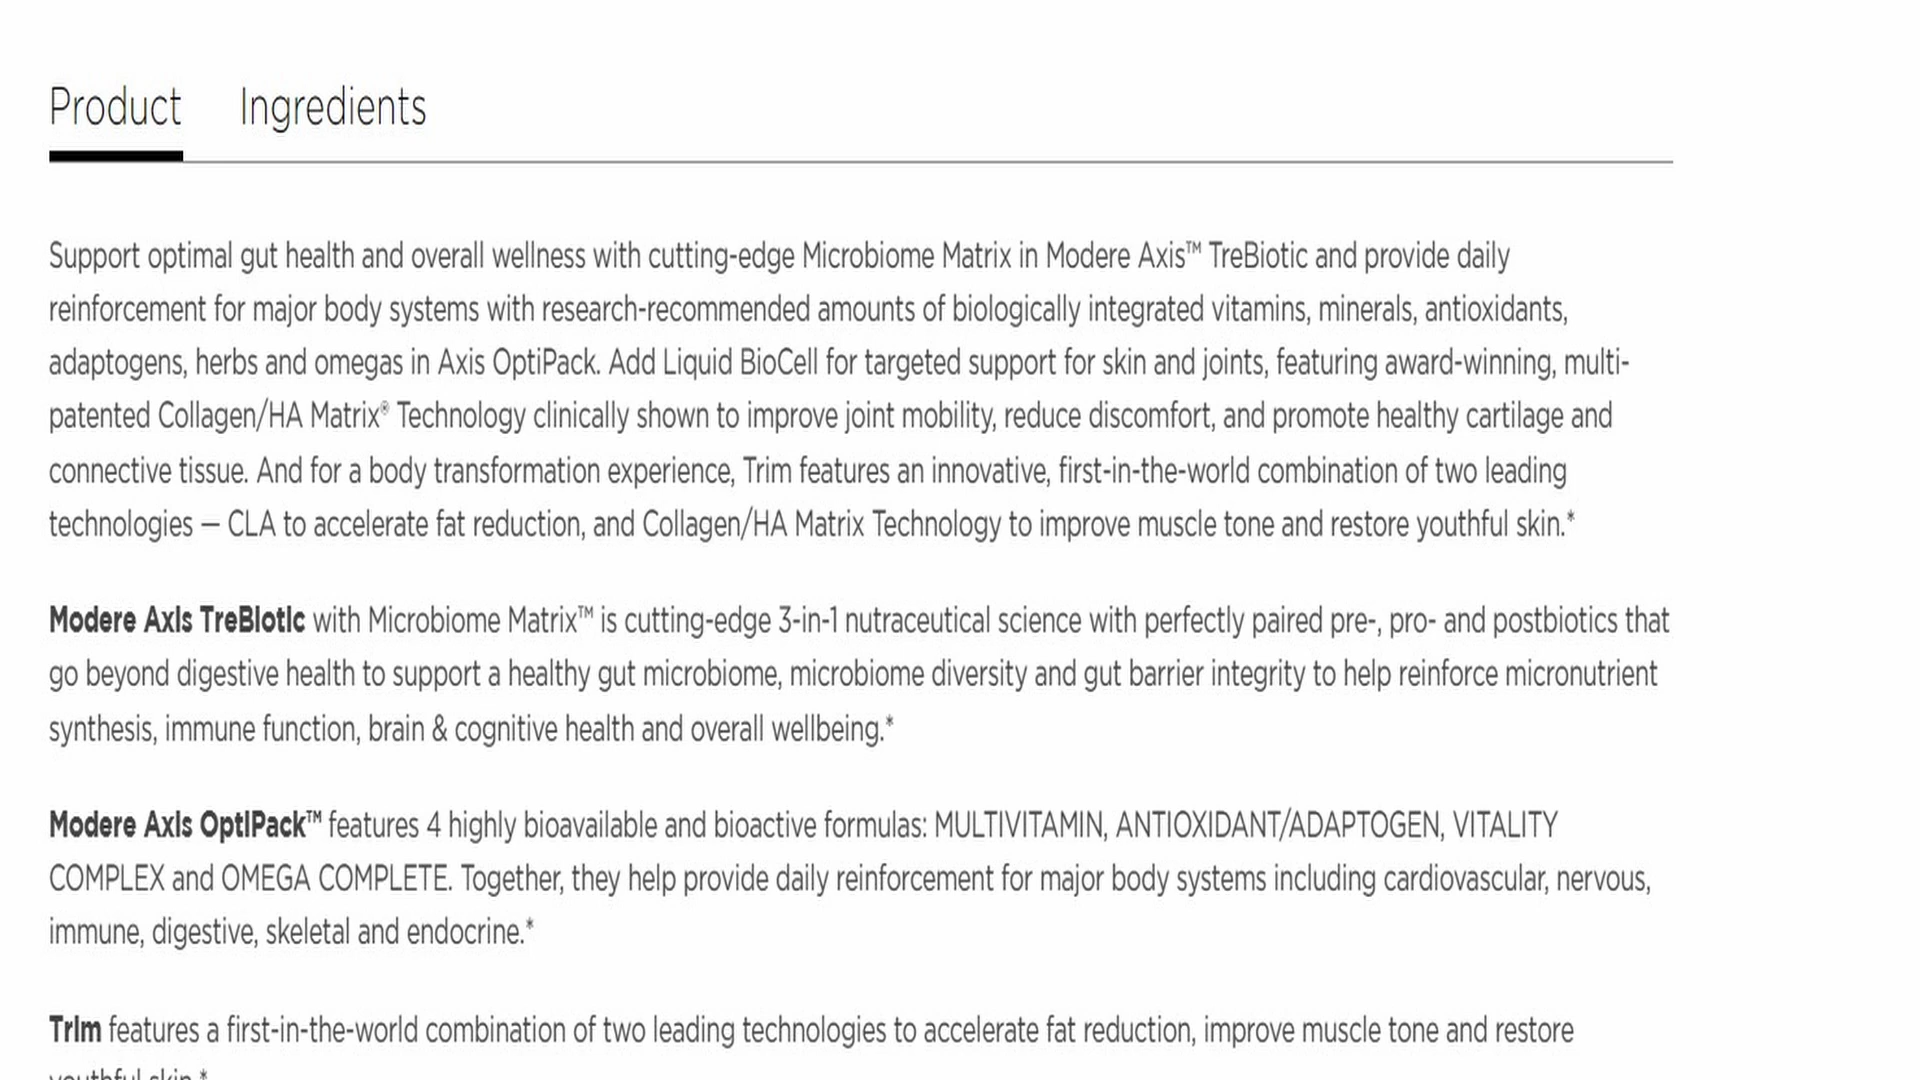 Product Ingredients
Support optimal gut health and overall wellness with cutting-edge Microbiome Matrix in Modere Axis™ TreBiotic and provide daily
reinforcement for major body systems with research-recommended amounts of biologically integrated vitamins, minerals, antioxidants,
adaptogens, herbs and omegas in Axis OptiPack. Add Liquid BioCell for targeted support for skin and joints, featuring award-winning, multi-
patented Collagen/HA Matrix® Technology clinically shown to improve joint mobility, reduce discomfort, and promote healthy cartilage and
connective tissue. And for a body transformation experience, Trim features an innovative, first-in-the-world combination of two leading
technologies — CLA to accelerate fat reduction, and Collagen/HA Matrix Technology to improve muscle tone and restore youthful skin.*
Modere Axis TreBiotic with Microbiome Matrix™ is cutting-edge 3-in-1 nutraceutical science with perfectly paired pre-, pro- and postbiotics that
go beyond digestive health to support a healthy gut microbiome, microbiome diversity and gut barrier integrity to help reinforce micronutrient
synthesis, immune function, brain & cognitive health and overall wellbeing.*
Modere Axis OptiPack™ features 4 highly bioavailable and bioactive formulas: MULTIVITAMIN, ANTIOXIDANT/ADAPTOGEN, VITALITY
COMPLEX and OMEGA COMPLETE. Together, they help provide daily reinforcement for major body systems including cardiovascular, nervous,
immune, digestive, skeletal and endocrine.*
Trim features a first-in-the-world combination of two leading technologies to accelerate fat reduction, improve muscle tone and restore
youthful skin.*